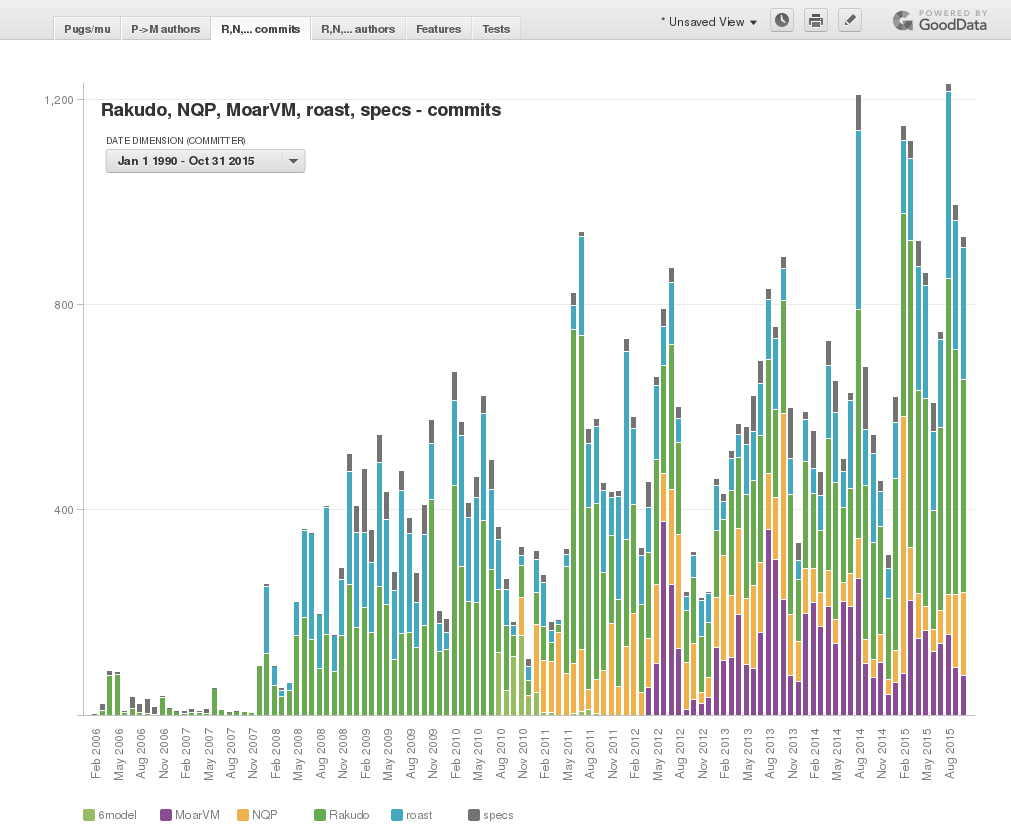 Pugs/mu P->M authors R,N,... commits R,N,... authors Features Tests * Unsaved View POWERED BY
GoodData
1,200
Rakudo, NQP, MoarVM, roast, specs - commits
DATE DIMENSION (COMMITTER)
Jan 1 1990 - Oct 31 2015
800
400
Feb 2006 May 2006 Aug 2006 Nov 2006 Feb 2007 May 2007 Aug 2007 Nov 2007 Feb 2008 May 2008 Aug 2008 Nov 2008 Feb 2009 May 2009 Aug 2009 Nov 2009 Feb 2010 May 2010 Aug 2010 Nov 2010 Feb 2011 May 2011 Aug 2011 Nov 2011 Feb 2012 May 2012 Aug 2012 Nov 2012 Feb 2013 May 2013 Aug 2013 Nov 2013 Feb 2014 May 2014 Aug 2014 Nov 2014 Feb 2015 May 2015 Aug 2015
6model MoarVM NQP Rakudo roast specs